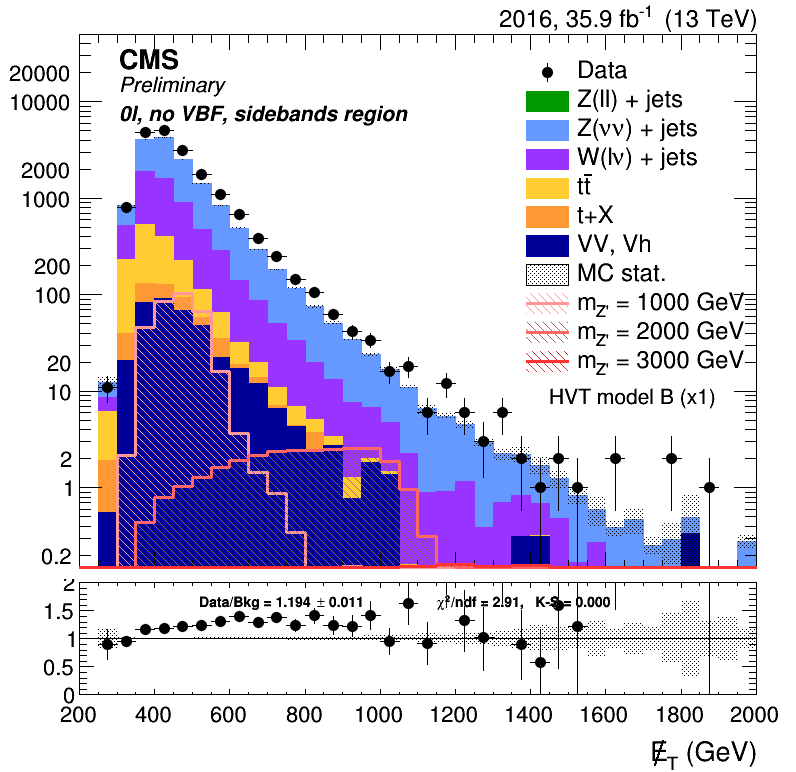 2016, 35.9 fb⁻¹ (13 TeV)
CMS
Preliminary
0l, no VBF, sidebands region
Data
Z(ll) + jets
Z(νν) + jets
W(lν) + jets
tt̄
t+X
VV, Vh
MC stat.
m_Z' = 1000 GeV
m_Z' = 2000 GeV
m_Z' = 3000 GeV
HVT model B (x1)
20000
10000
2000
1000
200
100
20
10
2
1
0.2
Data/Bkg = 1.194 ± 0.011 χ²/ndf = 2.91, K-S = 0.000
2
1.5
1
0.5
0
200 400 600 800 1000 1200 1400 1600 1800 2000
E̸_T (GeV)